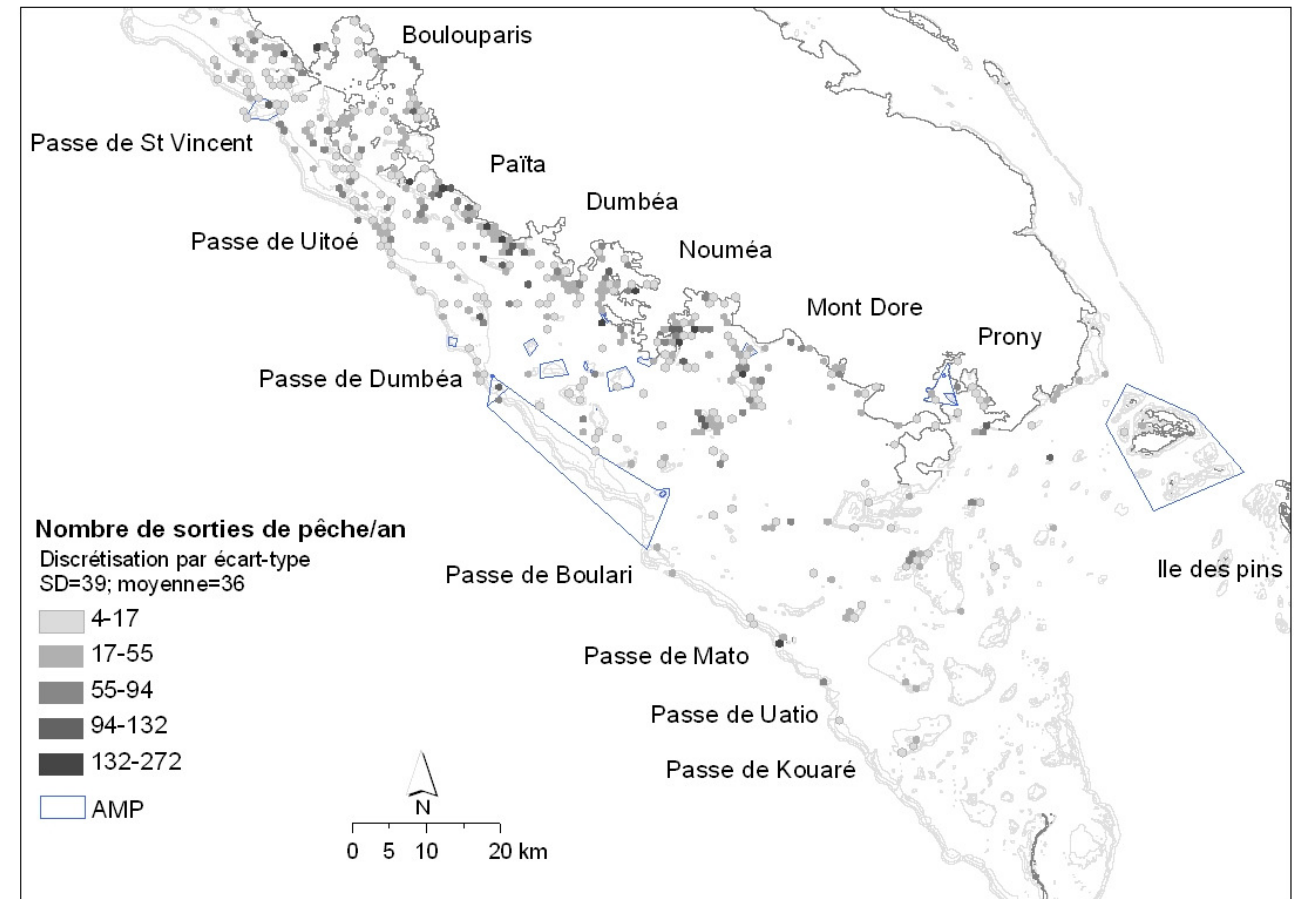 Boulouparis
Passe de St Vincent
Païta
Dumbéa
Passe de Uitoé
Nouméa
Mont Dore
Prony
Passe de Dumbéa
Nombre de sorties de pêche/an
Discrétisation par écart-type
SD=39; moyenne=36
Passe de Boulari
Ile des pins
4-17
17-55
Passe de Mato
55-94
94-132
Passe de Uatio
132-272
Passe de Kouaré
AMP
N
0 5 10 20 km